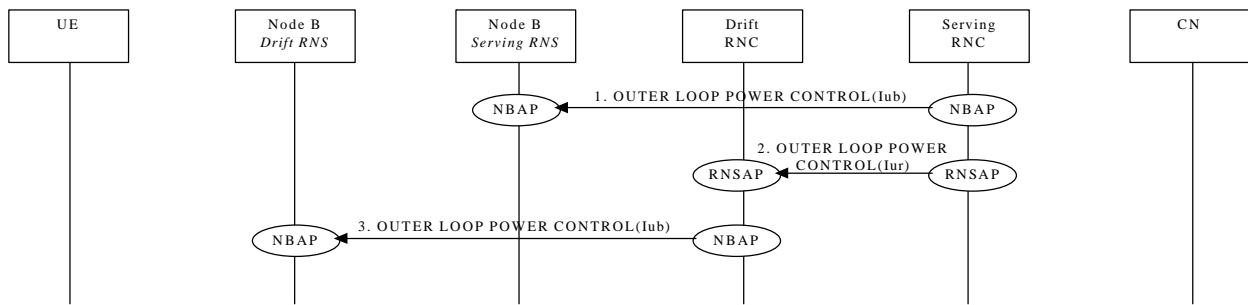 UE
Node B
Drift RNS
Node B
Serving RNS
Drift
RNC
Serving
RNC
CN
1. OUTER LOOP POWER CONTROL(Iub)
NBAP
NBAP
2. OUTER LOOP POWER
CONTROL(Iur)
RNSAP
RNSAP
3. OUTER LOOP POWER CONTROL(Iub)
NBAP
NBAP